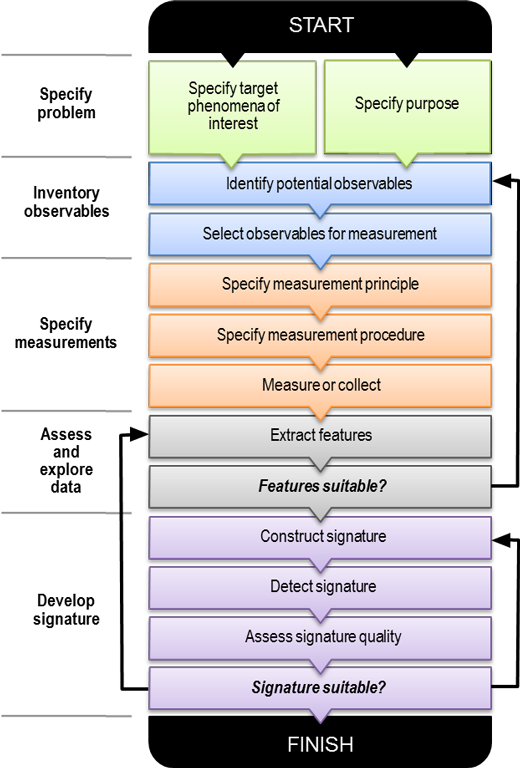 START
Specify
problem
Specify target
phenomena of
interest
Specify purpose
Inventory
observables
Identify potential observables
Select observables for measurement
Specify
measurements
Specify measurement principle
Specify measurement procedure
Measure or collect
Assess
and
explore
data
Extract features
Features suitable?
Develop
signature
Construct signature
Detect signature
Assess signature quality
Signature suitable?
FINISH